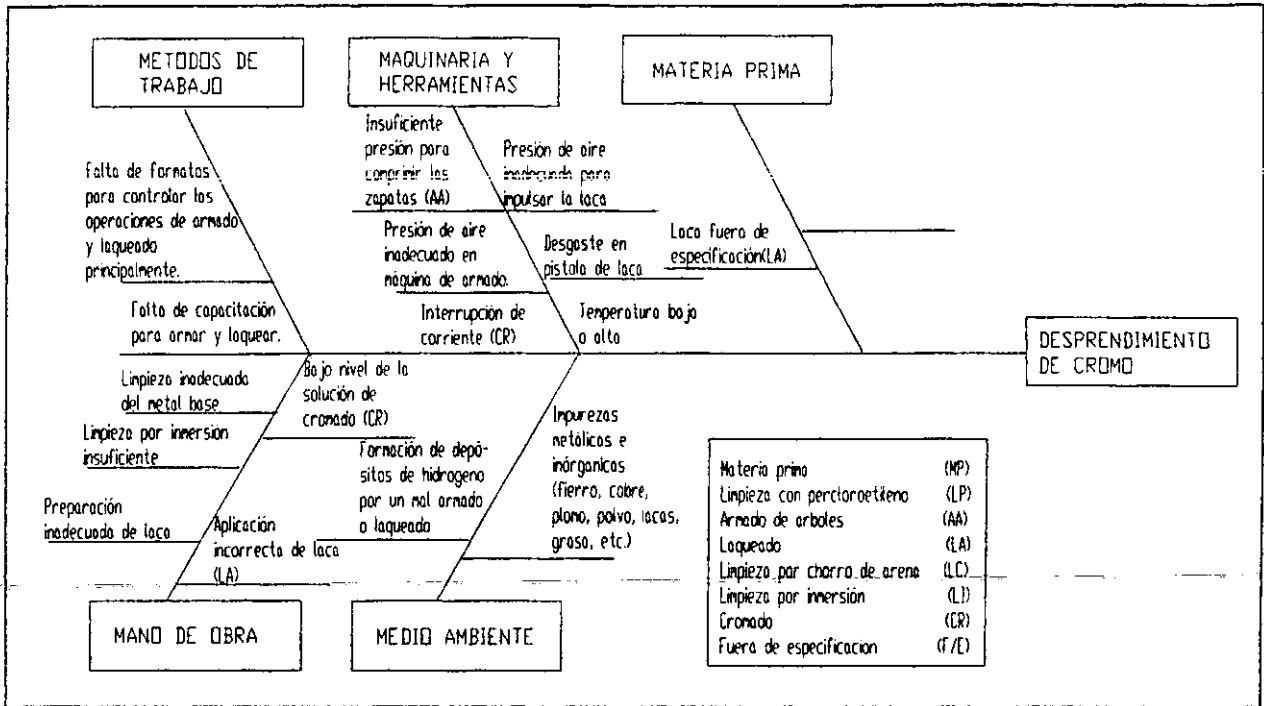 METODOS DE
TRABAJO
MAQUINARIA Y
HERRAMIENTAS
MATERIA PRIMA
Falta de formatos
para controlar las
operaciones de armado
y laqueado
principalmente.
Falta de capacitación
para armar y laquear.
Insuficiente
presión para
comprimir las
zapatas (AA)
Presión de aire
inadecuada para
impulsar la laca
Presión de aire
inadecuado en
máquina de armado.
Desgaste en
pistola de laca
Interrupción de
corriente (CR)
Temperatura baja
o alta
Laca fuera de
especificación(LA)
DESPRENDIMIENTO
DE CROMO
Limpieza inadecuada
del metal base
Bajo nivel de la
solución de
cromado (CR)
Limpieza por inmersión
insuficiente
Preparación
inadecuada de laca
Aplicación
incorrecta de laca
(LA)
Formación de depó-
sitos de hidrogeno
por un mal armado
o laqueado
Impurezas
metálicas e
inórganicas
(fierro, cobre,
plomo, polvo, lacas,
grasa, etc.)
MANO DE OBRA
MEDIO AMBIENTE
Materia prima (MP)
Limpieza con percloroetileno (LP)
Armado de arboles (AA)
Laqueado (LA)
Limpieza por chorro de arena (LC)
Limpieza por inmersión (LI)
Cromado (CR)
Fuera de especificacion (F/E)